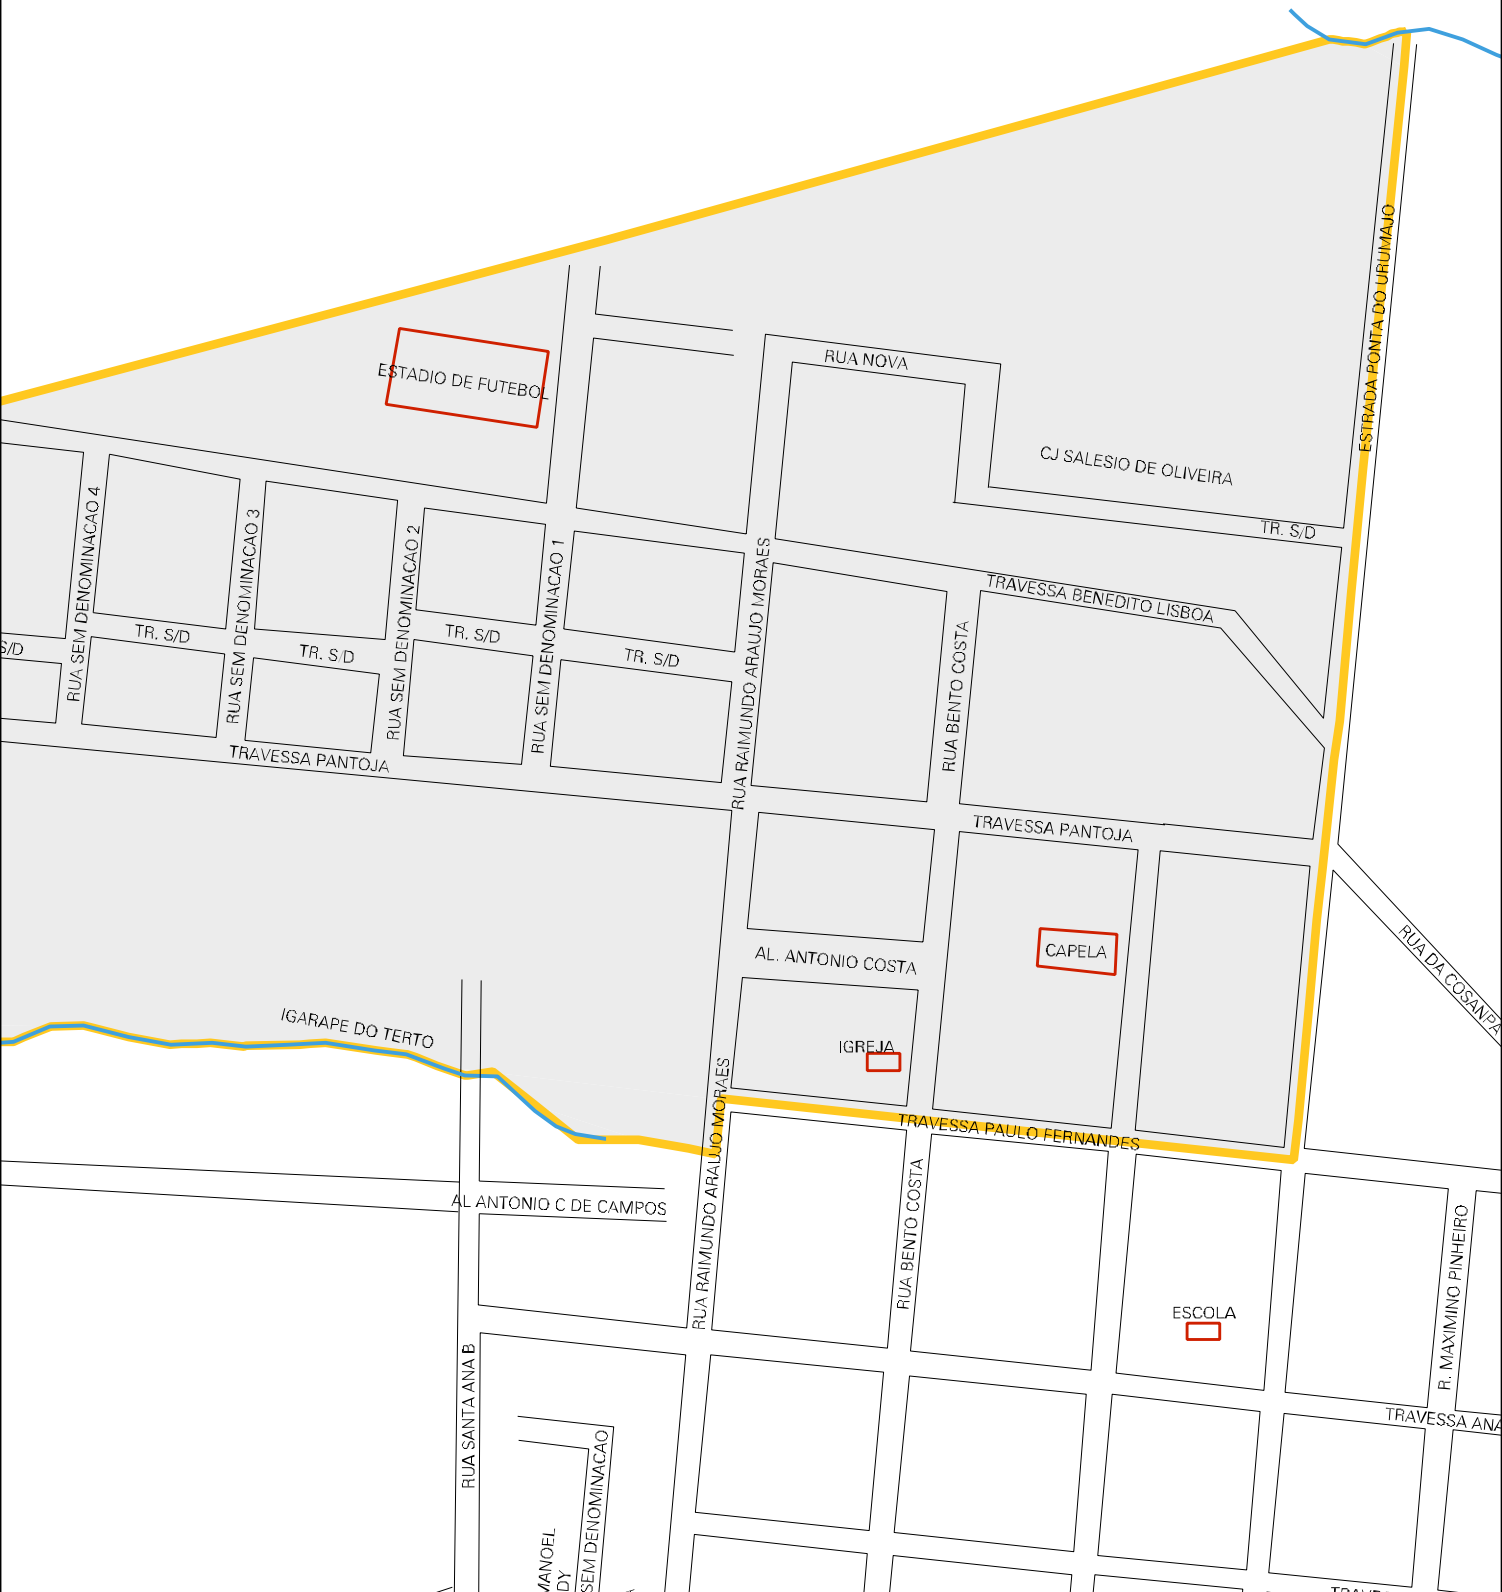 ESTRADA PONTA DO URUMAJO
RUA NOVA
ESTADIO DE FUTEBOL
CJ SALESIO DE OLIVEIRA
TR. S/D
RUA SEM DENOMINACAO 4
RUA SEM DENOMINACAO 3
RUA SEM DENOMINACAO 2
RUA SEM DENOMINACAO 1
RUA RAIMUNDO ARAUJO MORAES
TRAVESSA BENEDITO LISBOA
RUA BENTO COSTA
S/D
TR. S/D
TR. S/D
TR. S/D
TR. S/D
TRAVESSA PANTOJA
TRAVESSA PANTOJA
CAPELA
AL. ANTONIO COSTA
RUA DA COSANPA
IGARAPE DO TERTO
IGREJA
RUA RAIMUNDO ARAUJO MORAES
TRAVESSA PAULO FERNANDES
RUA BENTO COSTA
AL ANTONIO C DE CAMPOS
R. MAXIMINO PINHEIRO
ESCOLA
RUA SANTA ANA B
TRAVESSA ANA
SEM DENOMINACAO
MANOEL
DY